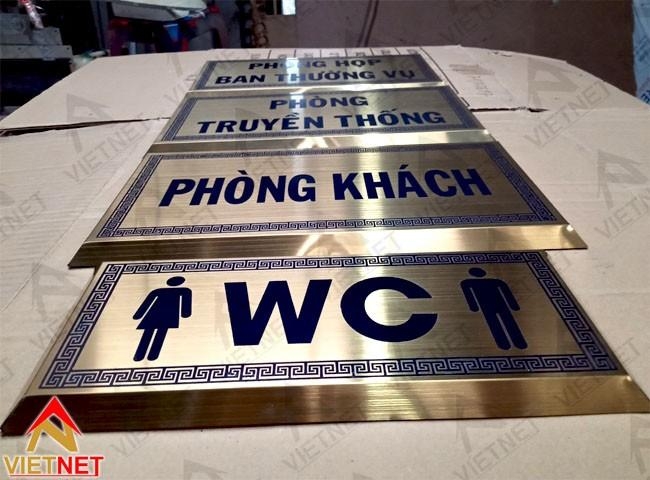 PHÒNG HỌP
BAN THƯỜNG VỤ
PHÒNG
TRUYỀN THỐNG
PHÒNG KHÁCH
WC
VIETNET